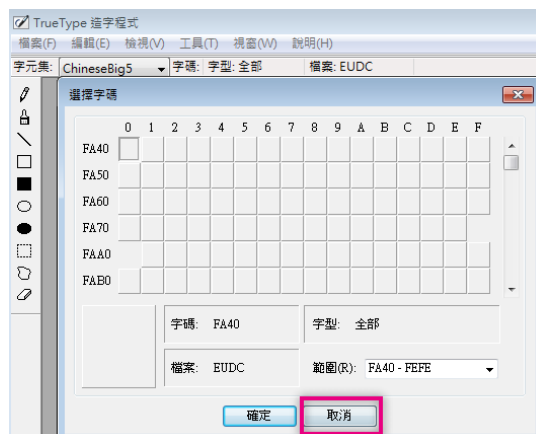 TrueType 造字程式
檔案(F) 編輯(E) 檢視(V) 工具(T) 視窗(W) 說明(H)
字元集: ChineseBig5 字碼: 字型: 全部 檔案: EUDC
選擇字碼
0 1 2 3 4 5 6 7 8 9 A B C D E F
FA40
FA50
FA60
FA70
FAA0
FAB0
字碼: FA40 字型: 全部
檔案: EUDC 範圍(R): FA40 - FEFE
確定 取消